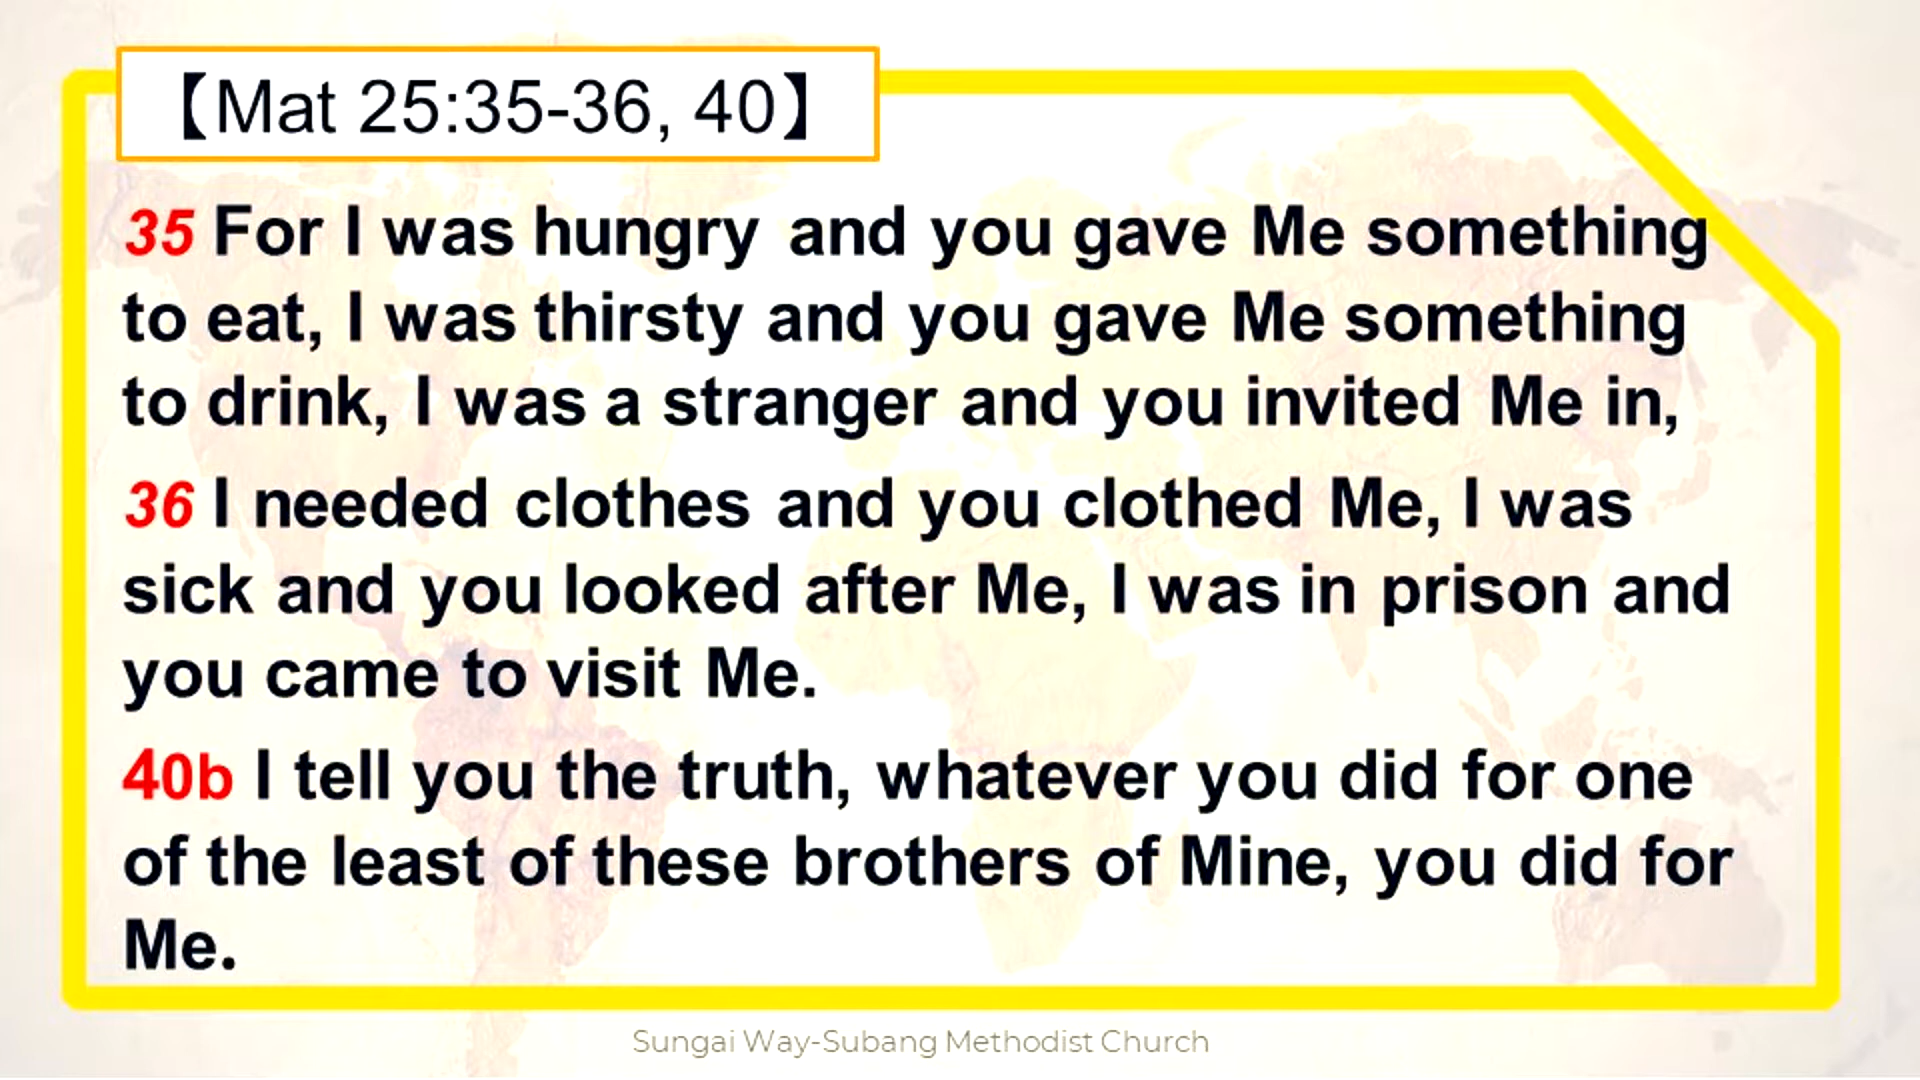 【Mat 25:35-36, 40】
35 For I was hungry and you gave Me something
to eat, I was thirsty and you gave Me something
to drink, I was a stranger and you invited Me in,
36 I needed clothes and you clothed Me, I was
sick and you looked after Me, I was in prison and
you came to visit Me.
40b I tell you the truth, whatever you did for one
of the least of these brothers of Mine, you did for
Me.
Sungai Way-Subang Methodist Church